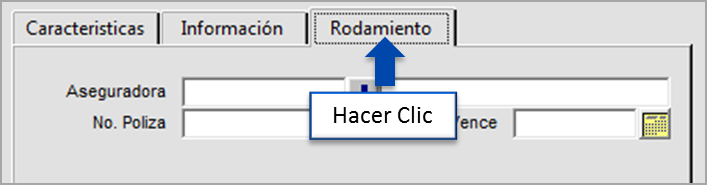 Caracteristicas Información Rodamiento
Aseguradora
Hacer Clic
No. Poliza Vence